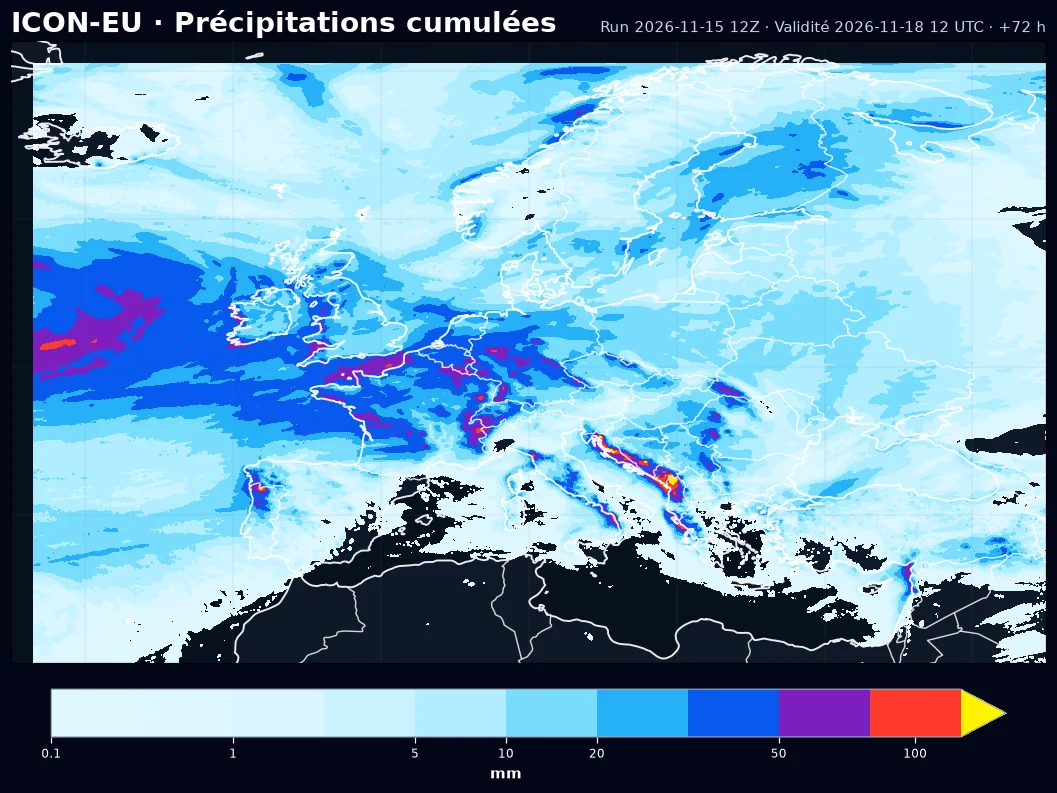 ICON-EU · Précipitations cumulées
Run 2026-11-15 12Z · Validité 2026-11-18 12 UTC · +72 h
0.1 1 5 10 20 50 100
mm